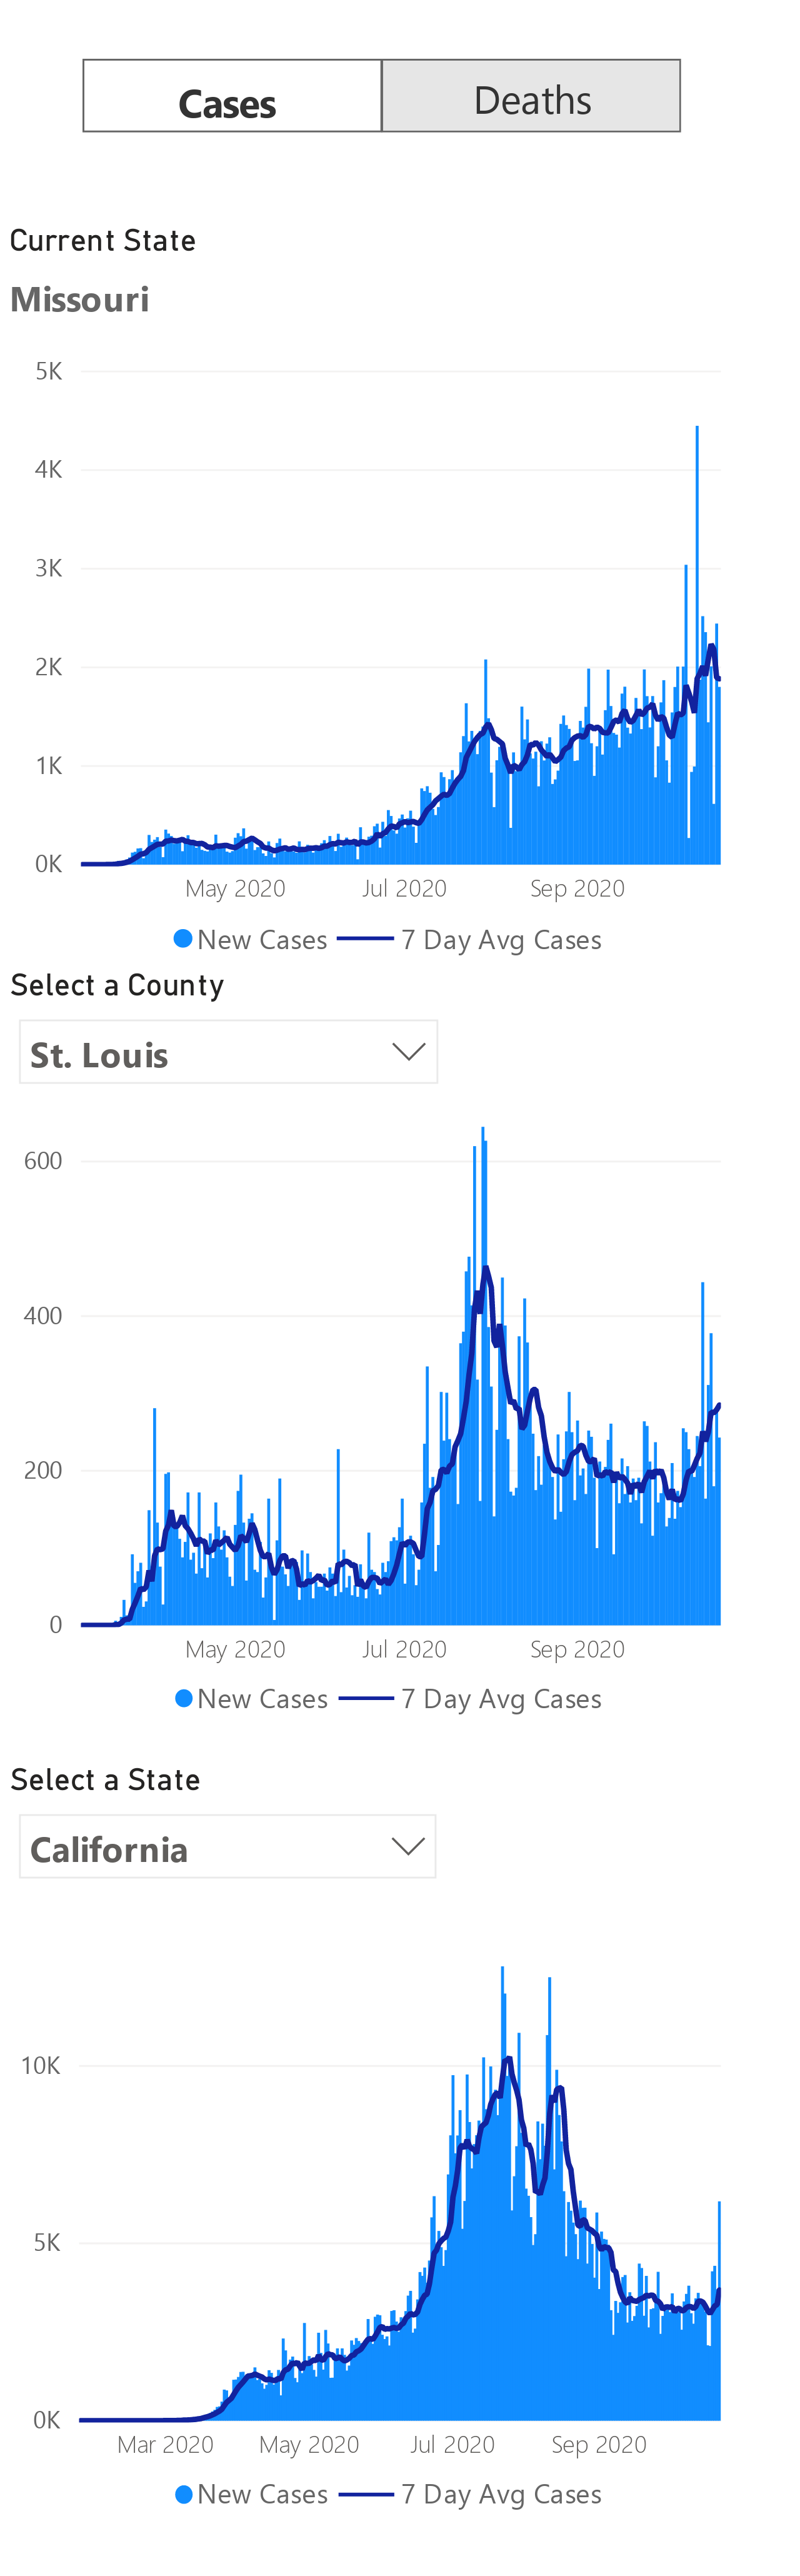 Cases Deaths
Current State
Missouri
5K
4K
3K
2K
1K
0K
May 2020 Jul 2020 Sep 2020
New Cases 7 Day Avg Cases
Select a County
St. Louis
600
400
200
0
May 2020 Jul 2020 Sep 2020
New Cases 7 Day Avg Cases
Select a State
California
10K
5K
0K
Mar 2020 May 2020 Jul 2020 Sep 2020
New Cases 7 Day Avg Cases